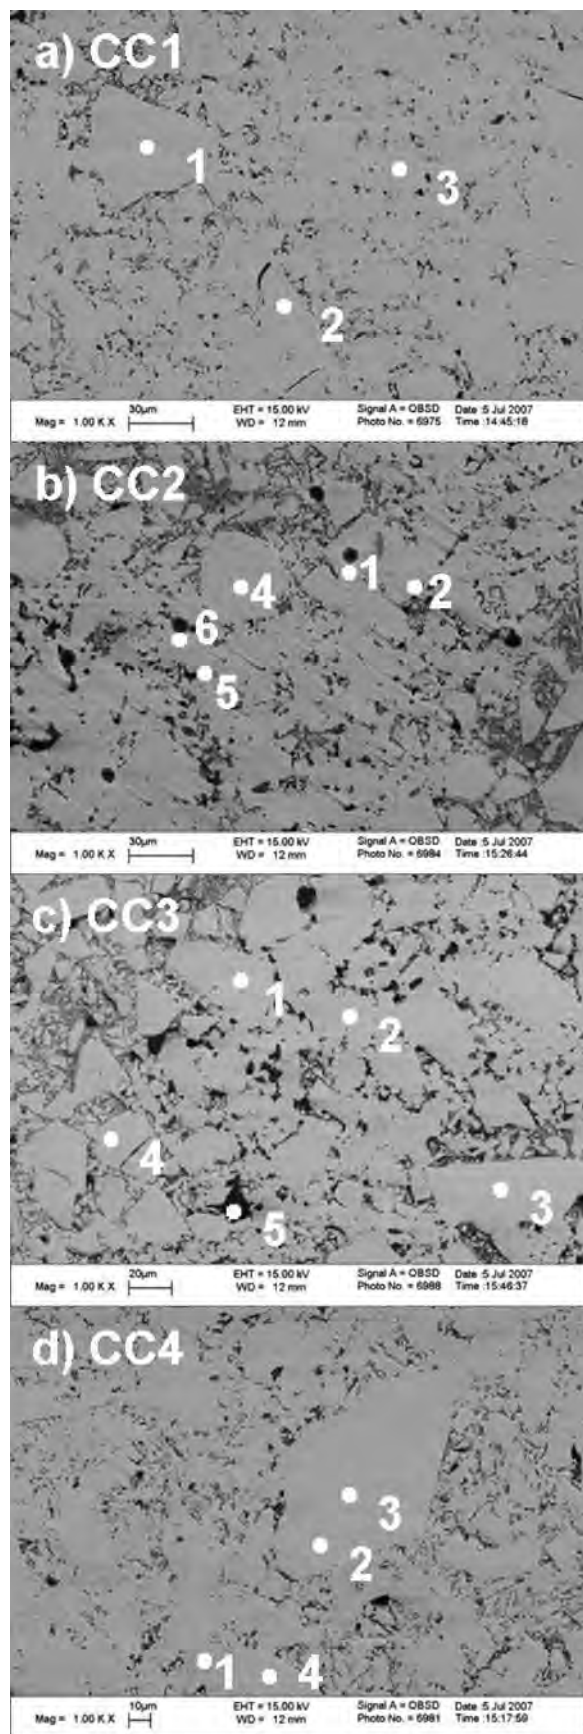 a) CC1
1
3
2
30µm
EHT = 15.00 kV
Signal A = QBSD
Date :5 Jul 2007
Mag = 1.00 K X
WD = 12 mm
Photo No. = 6975
Time :14:45:18
b) CC2
1
4
2
6
5
30µm
EHT = 15.00 kV
Signal A = QBSD
Date :5 Jul 2007
Mag = 1.00 K X
WD = 12 mm
Photo No. = 6984
Time :15:26:44
c) CC3
1
2
4
3
5
20µm
EHT = 15.00 kV
Signal A = QBSD
Date :5 Jul 2007
Mag = 1.00 K X
WD = 12 mm
Photo No. = 6988
Time :15:46:37
d) CC4
3
2
1
4
10µm
EHT = 15.00 kV
Signal A = QBSD
Date :5 Jul 2007
Mag = 1.00 K X
WD = 12 mm
Photo No. = 6981
Time :15:17:59